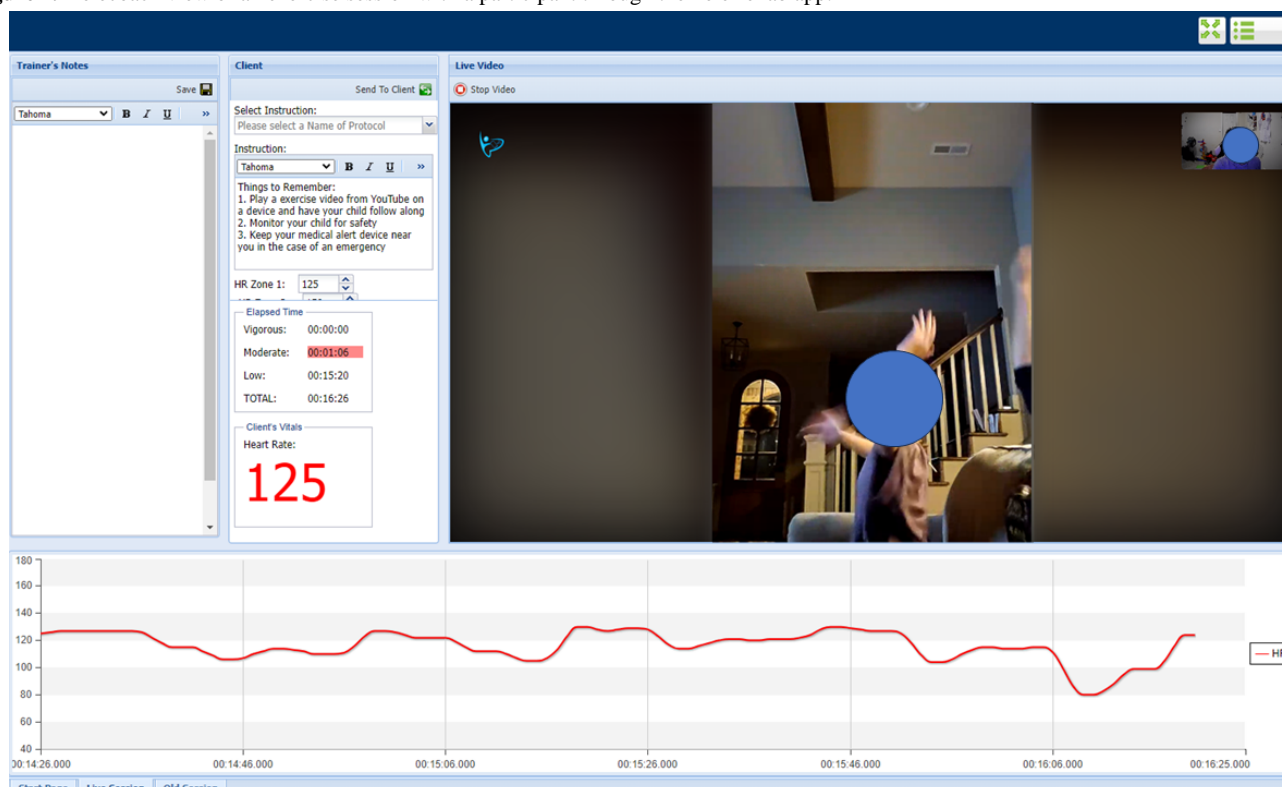 Trainer's Notes
Save
Tahoma B I U »
Client
Send To Client
Select Instruction:
Please select a Name of Protocol
Instruction:
Tahoma B I U »
Things to Remember:
1. Play a exercise video from YouTube on
a device and have your child follow along
2. Monitor your child for safety
3. Keep your medical alert device near
you in the case of an emergency
HR Zone 1: 125
Elapsed Time
Vigorous: 00:00:00
Moderate: 00:01:06
Low: 00:15:20
TOTAL: 00:16:26
Client's Vitals
Heart Rate:
125
Live Video
Stop Video
180
160
140
120
100
80
60
40
00:14:26.000 00:14:46.000 00:15:06.000 00:15:26.000 00:15:46.000 00:16:06.000 00:16:25.000
Start Page Live Session Old Session